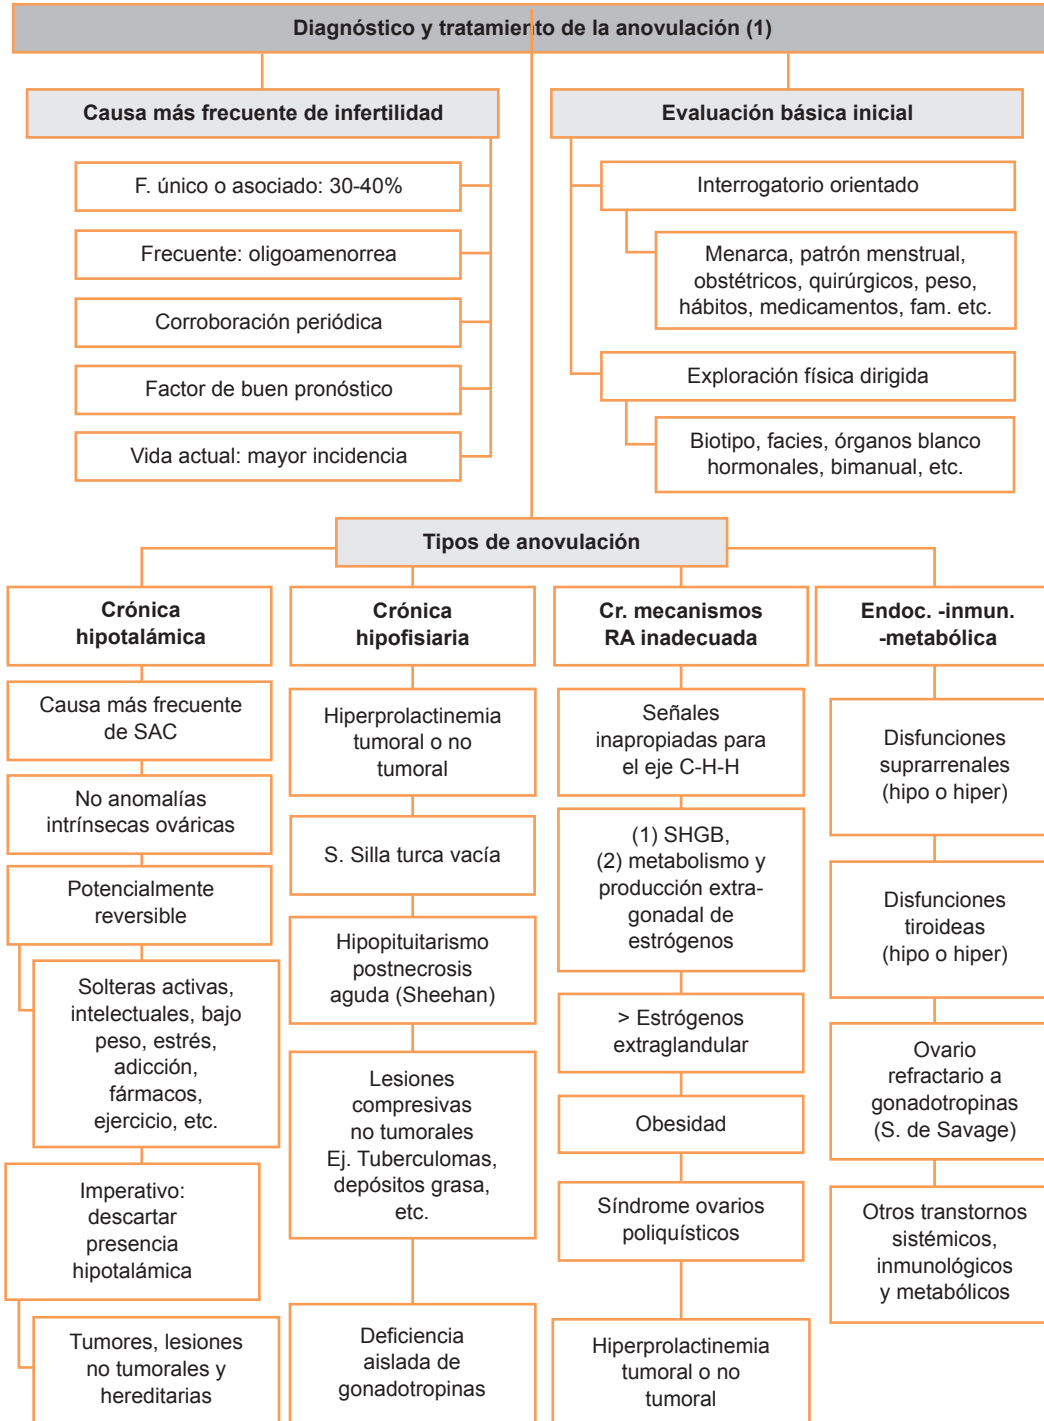 Diagnóstico y tratamiento de la anovulación (1)
Causa más frecuente de infertilidad
F. único o asociado: 30-40%
Frecuente: oligoamenorrea
Corroboración periódica
Factor de buen pronóstico
Vida actual: mayor incidencia
Evaluación básica inicial
Interrogatorio orientado
Menarca, patrón menstrual,
obstétricos, quirúrgicos, peso,
hábitos, medicamentos, fam. etc.
Exploración física dirigida
Biotipo, facies, órganos blanco
hormonales, bimanual, etc.
Tipos de anovulación
Crónica
hipotalámica
Causa más frecuente
de SAC
No anomalías
intrínsecas ováricas
Potencialmente
reversible
Solteras activas,
intelectuales, bajo
peso, estrés,
adicción,
fármacos,
ejercicio, etc.
Imperativo:
descartar
presencia
hipotalámica
Tumores, lesiones
no tumorales y
hereditarias
Crónica
hipofisiaria
Hiperprolactinemia
tumoral o no
tumoral
S. Silla turca vacía
Hipopituitarismo
postnecrosis
aguda (Sheehan)
Lesiones
compresivas
no tumorales
Ej. Tuberculomas,
depósitos grasa,
etc.
Deficiencia
aislada de
gonadotropinas
Cr. mecanismos
RA inadecuada
Señales
inapropiadas para
el eje C-H-H
(1) SHGB,
(2) metabolismo y
producción extra-
gonadal de
estrógenos
> Estrógenos
extraglandular
Obesidad
Síndrome ovarios
poliquísticos
Hiperprolactinemia
tumoral o no
tumoral
Endoc. -inmun.
-metabólica
Disfunciones
suprarrenales
(hipo o hiper)
Disfunciones
tiroideas
(hipo o hiper)
Ovario
refractario a
gonadotropinas
(S. de Savage)
Otros transtornos
sistémicos,
inmunológicos
y metabólicos